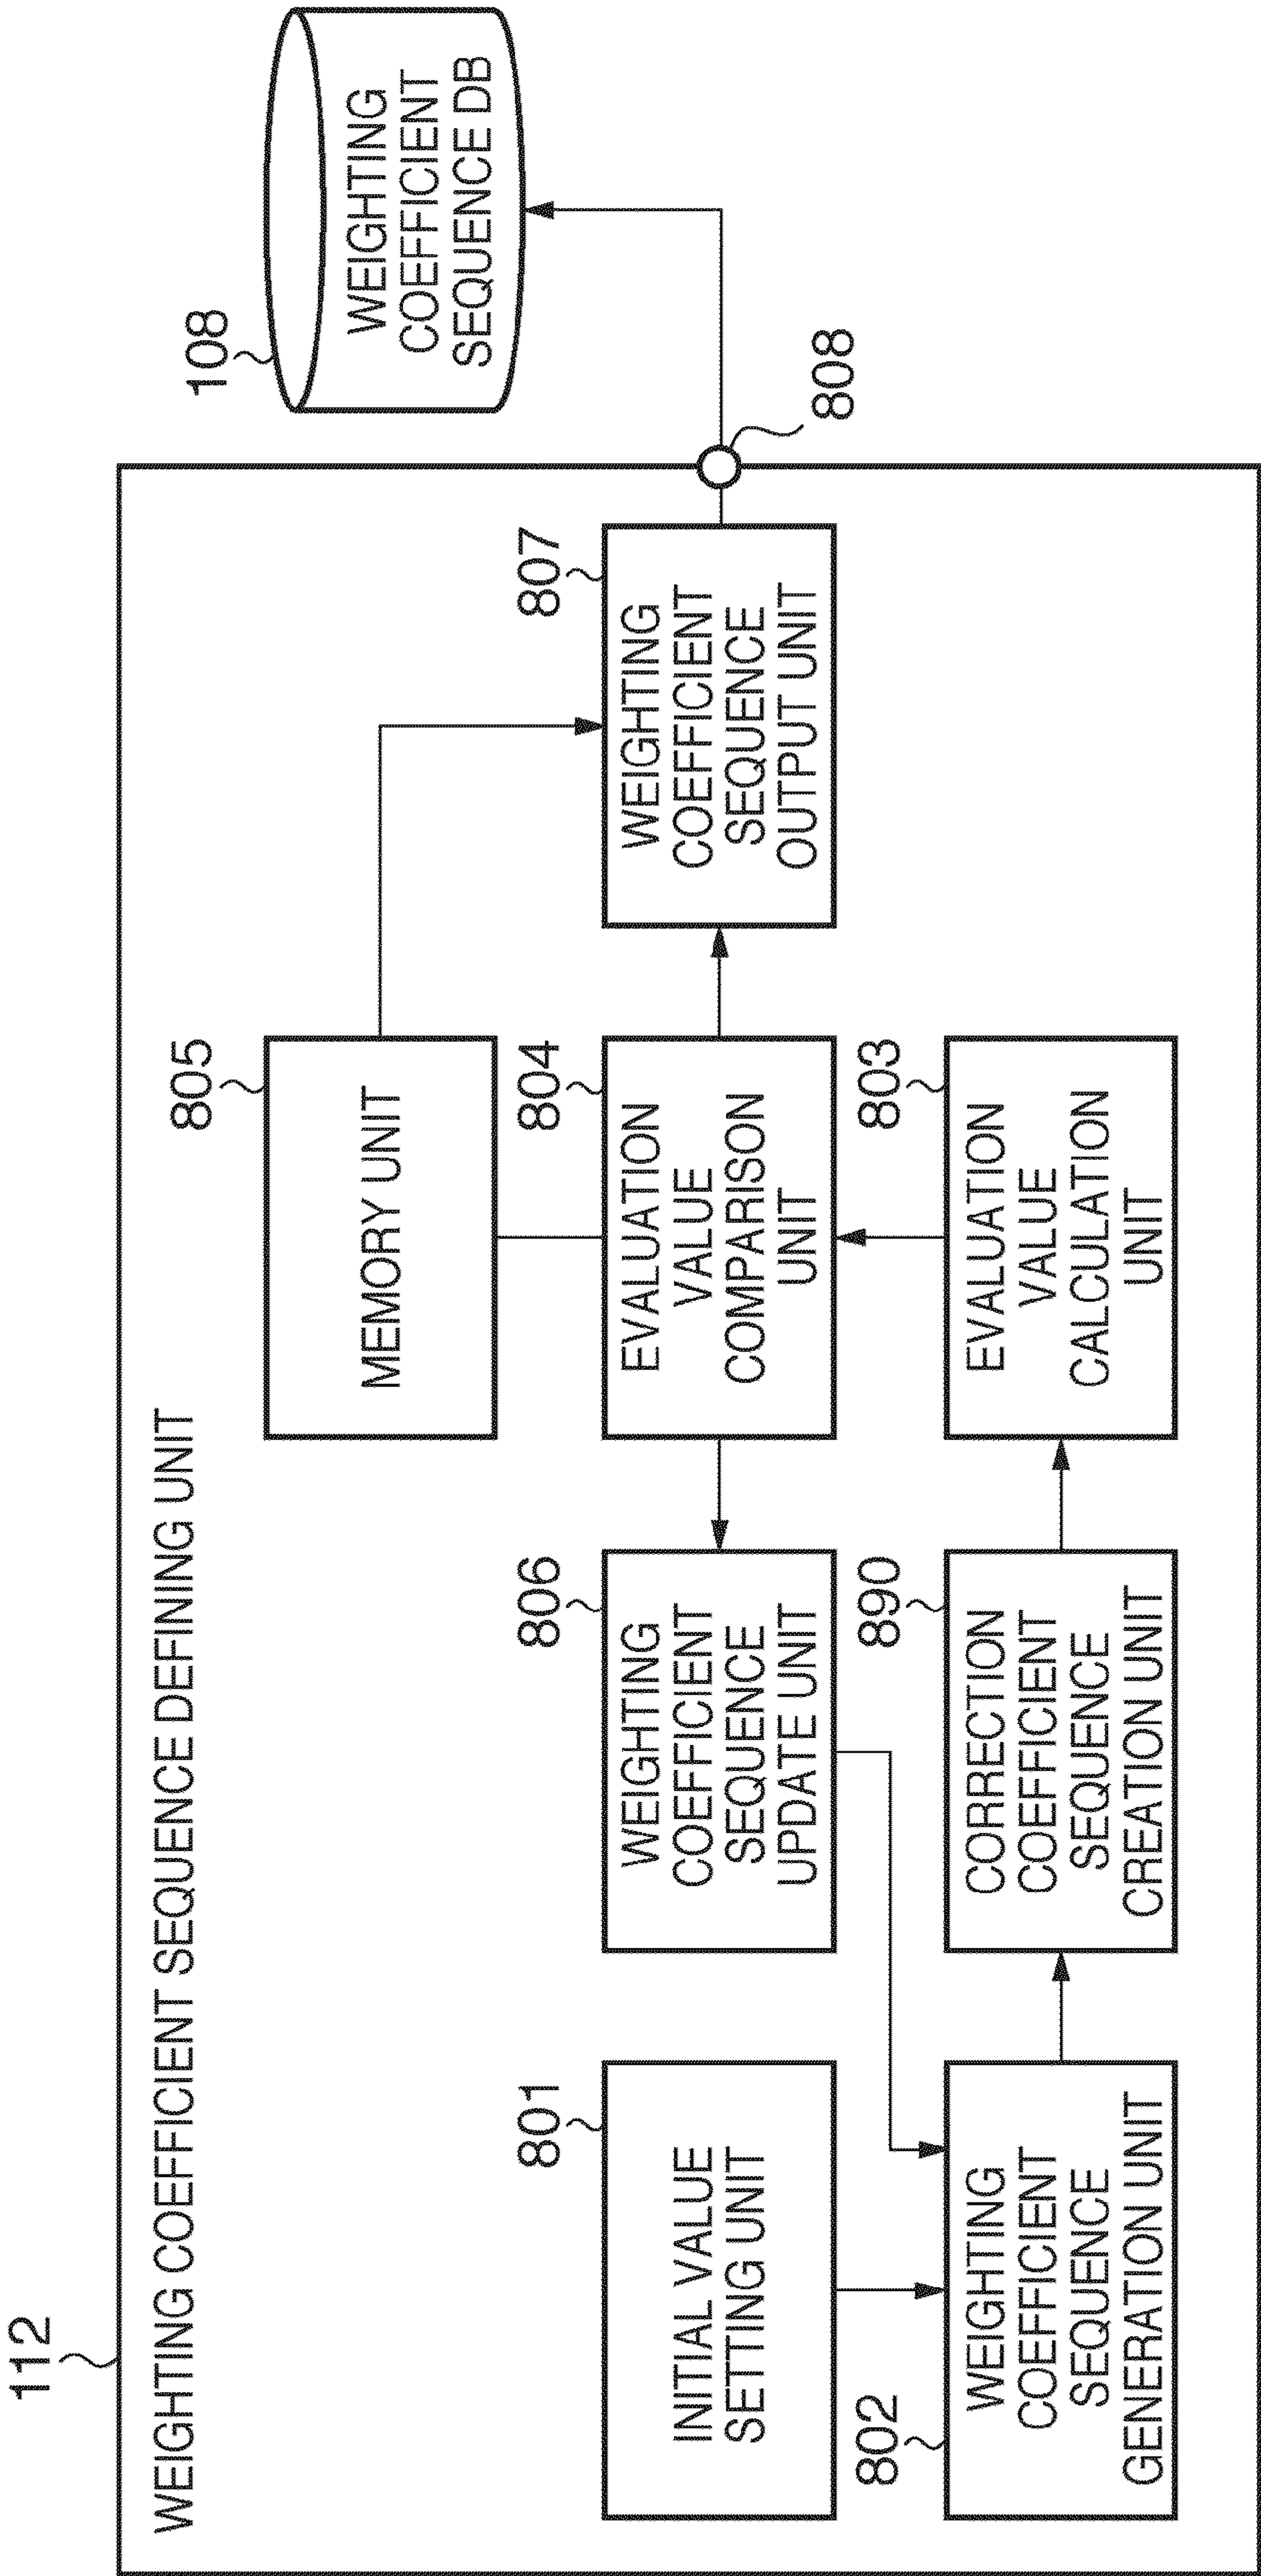 112
WEIGHTING COEFFICIENT SEQUENCE DEFINING UNIT
108
WEIGHTING
COEFFICIENT
SEQUENCE DB
805
MEMORY UNIT
801
INITIAL VALUE
SETTING UNIT
806
WEIGHTING
COEFFICIENT
SEQUENCE
UPDATE UNIT
804
EVALUATION
VALUE
COMPARISON
UNIT
807
WEIGHTING
COEFFICIENT
SEQUENCE
OUTPUT UNIT
808
802
WEIGHTING
COEFFICIENT
SEQUENCE
GENERATION UNIT
890
CORRECTION
COEFFICIENT
SEQUENCE
CREATION UNIT
803
EVALUATION
VALUE
CALCULATION
UNIT